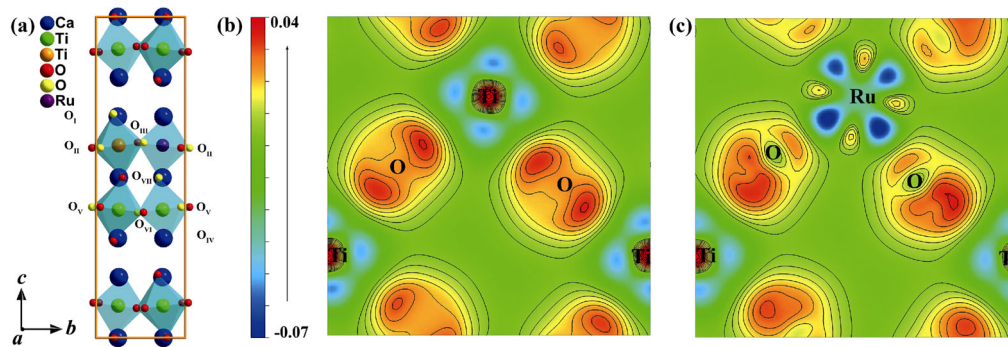 (a)
Ca
Ti
Ti
O
O
Ru
O_I
O_III
O_II
O_II
O_VII
O_V
O_V
O_VI
O_IV
c
a
b
(b)
0.04
-0.07
Ti
O
O
Ti
Ti
(c)
Ru
O
O
Ti
T